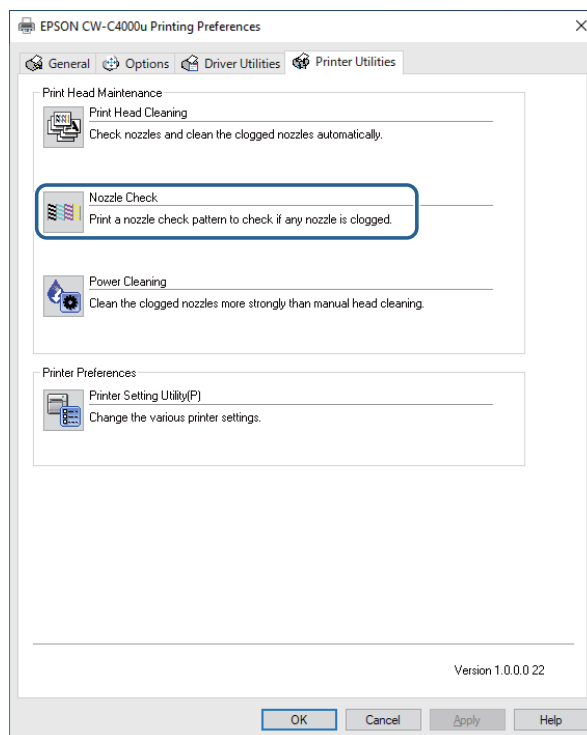 EPSON CW-C4000u Printing Preferences
General Options Driver Utilities Printer Utilities
Print Head Maintenance
Print Head Cleaning
Check nozzles and clean the clogged nozzles automatically.
Nozzle Check
Print a nozzle check pattern to check if any nozzle is clogged.
Power Cleaning
Clean the clogged nozzles more strongly than manual head cleaning.
Printer Preferences
Printer Setting Utility(P)
Change the various printer settings.
Version 1.0.0.0 22
OK Cancel Apply Help